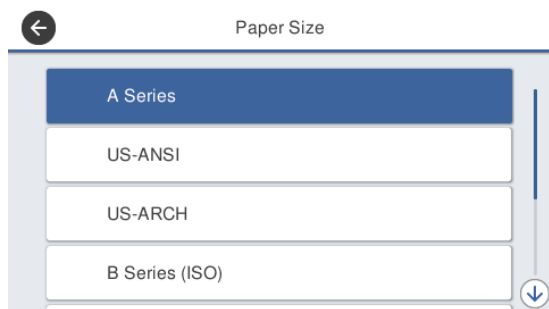 Paper Size
A Series
US-ANSI
US-ARCH
B Series (ISO)